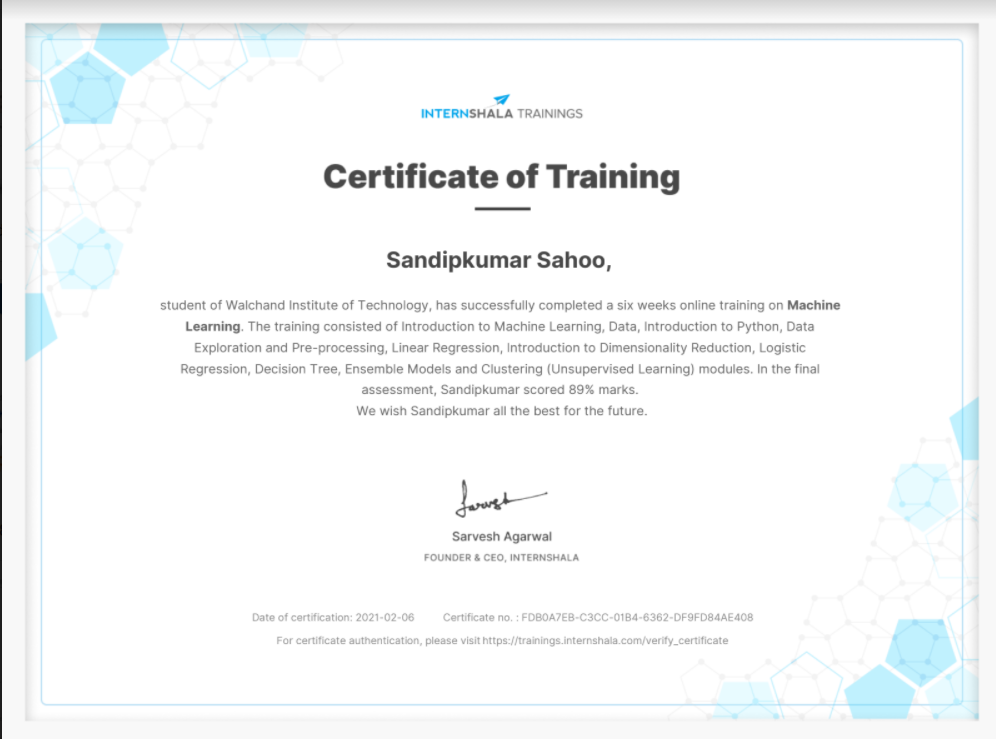 INTERNSHALA TRAININGS
Certificate of Training
Sandipkumar Sahoo,
student of Walchand Institute of Technology, has successfully completed a six weeks online training on Machine
Learning. The training consisted of Introduction to Machine Learning, Data, Introduction to Python, Data
Exploration and Pre-processing, Linear Regression, Introduction to Dimensionality Reduction, Logistic
Regression, Decision Tree, Ensemble Models and Clustering (Unsupervised Learning) modules. In the final
assessment, Sandipkumar scored 89% marks.
We wish Sandipkumar all the best for the future.
Sarvesh
Sarvesh Agarwal
FOUNDER & CEO, INTERNSHALA
Date of certification: 2021-02-06 Certificate no. : FDB0A7EB-C3CC-01B4-6362-DF9FD84AE408
For certificate authentication, please visit https://trainings.internshala.com/verify_certificate